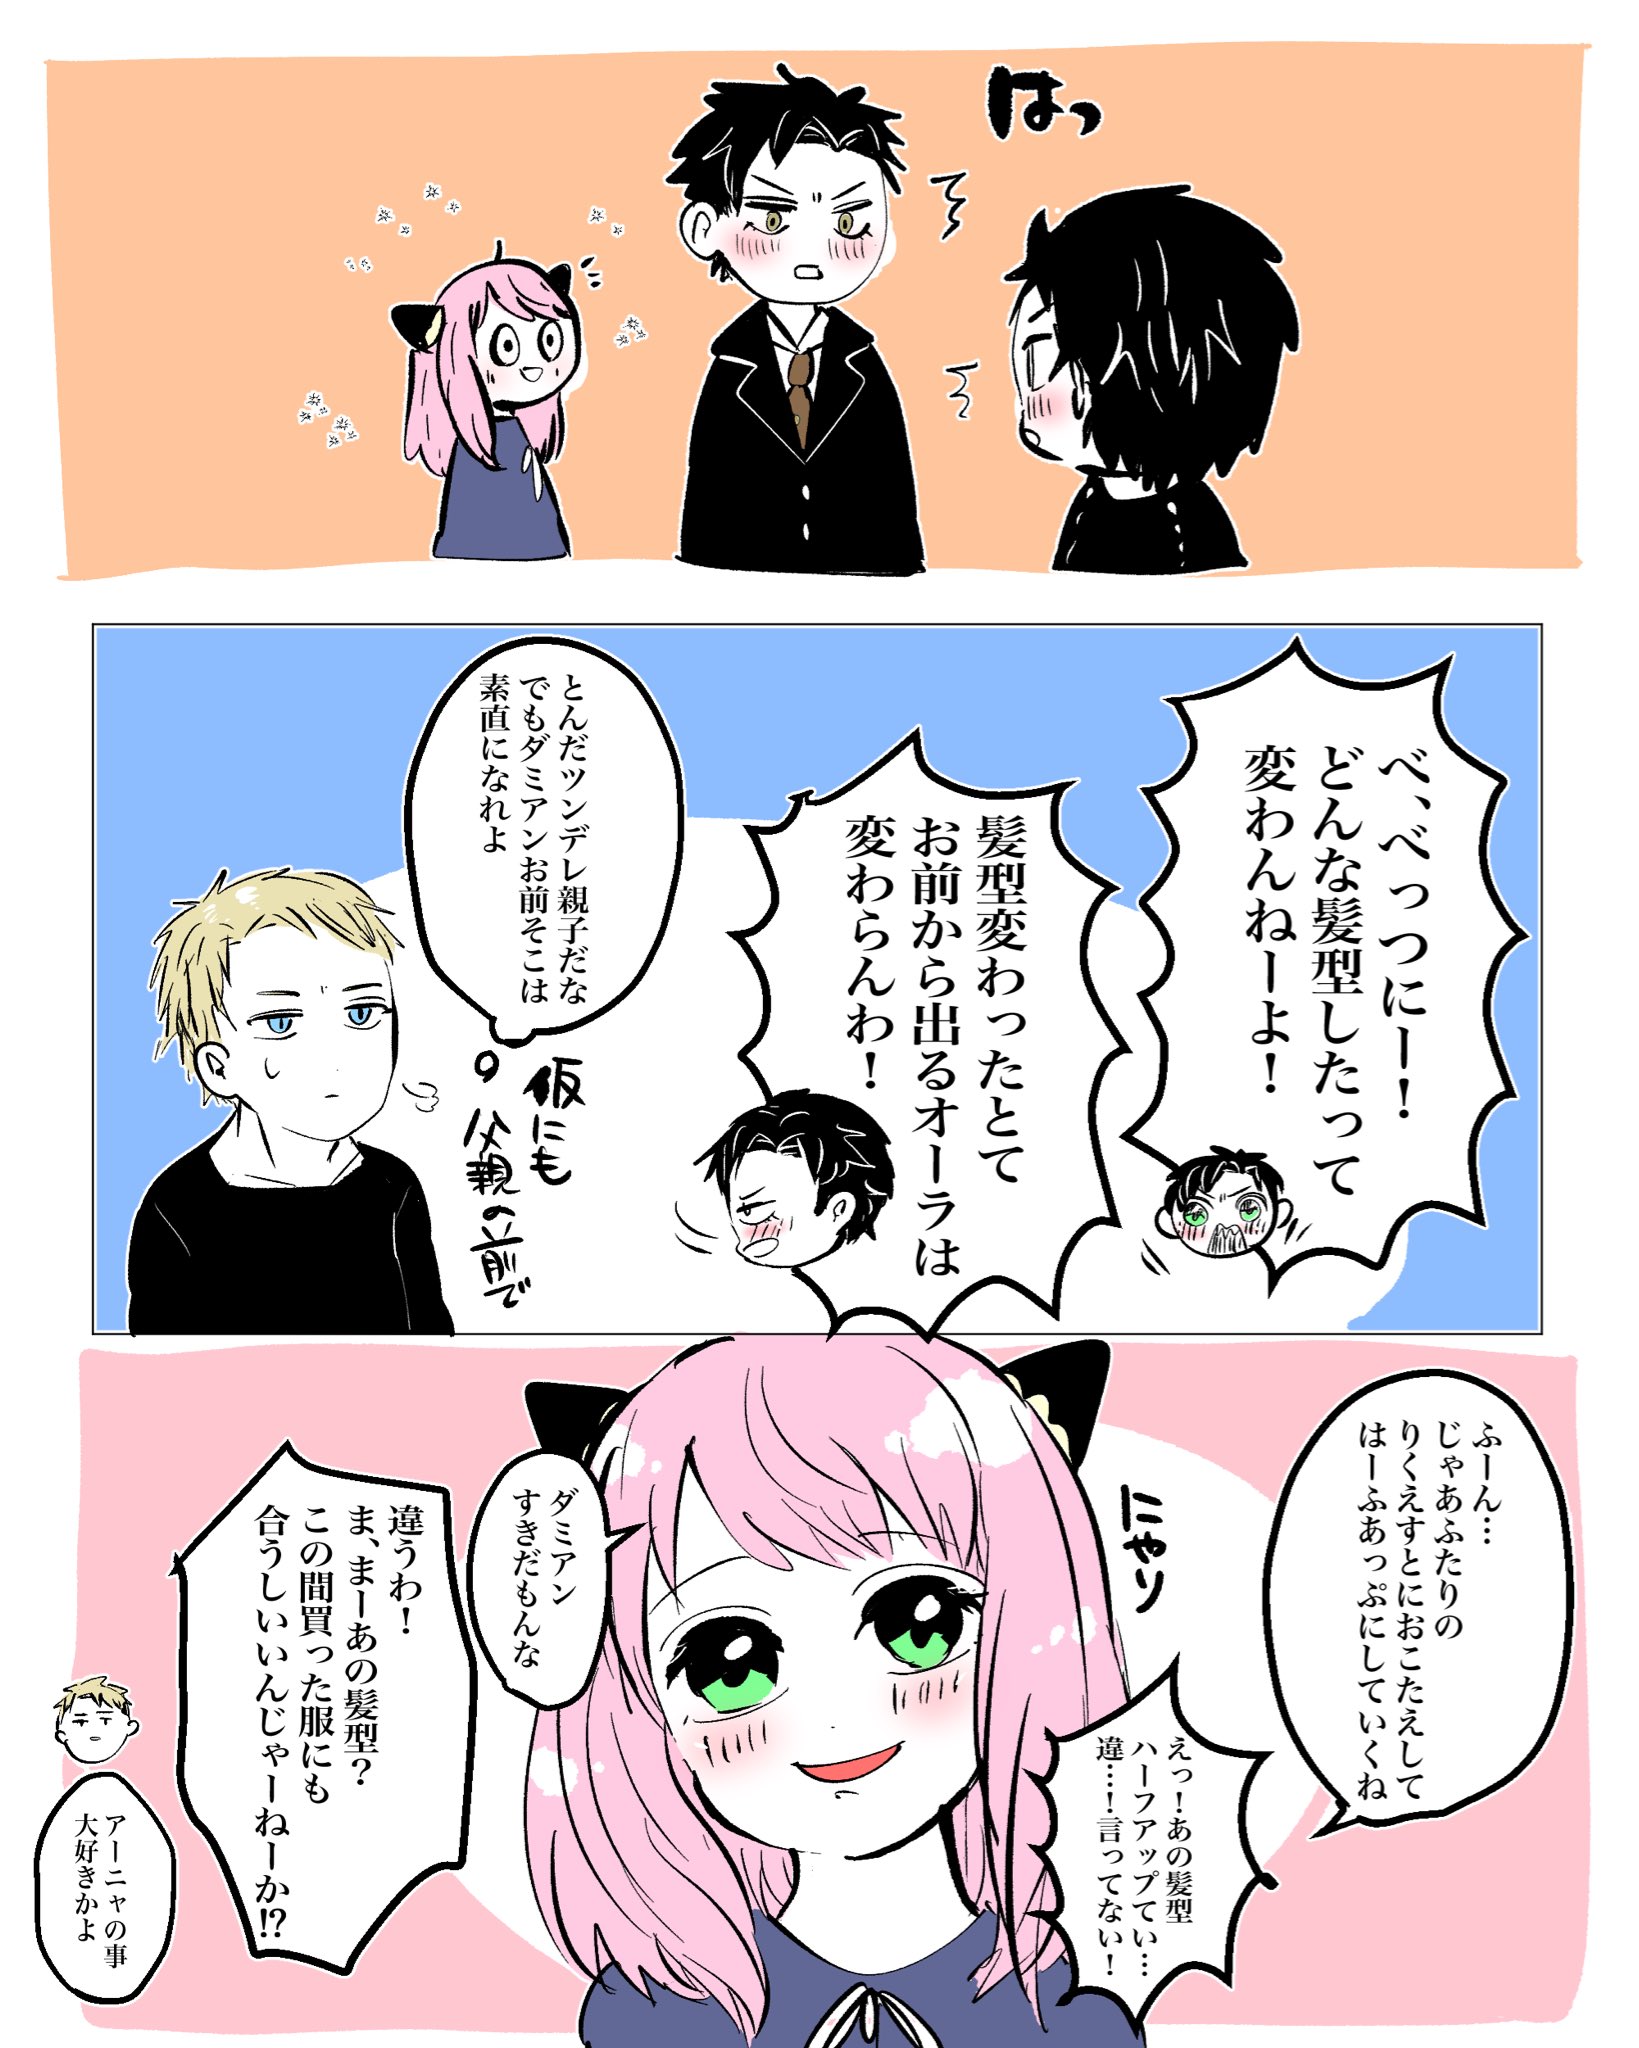 はっ
べ、べっつにー！
どんな髪型したって
変わんねーよ！
髪型変わったとて
お前から出るオーラは
変わらんわ！
とんだツンデレ親子だな
でもダミアンお前そこは
素直になれよ
仮にも
父親の前で
ふーん…
じゃあふたりの
りくえすとにおこたえして
はーふあっぷにしていくね
にやり
えっ！あの髪型
ハーフアップてい…
違…！言ってない！
ダミアン
すきだもんな
違うわ！
ま、まーあの髪型？
この間買った服にも
合うしいいんじゃーねーか⁉
アーニャの事
大好きかよ